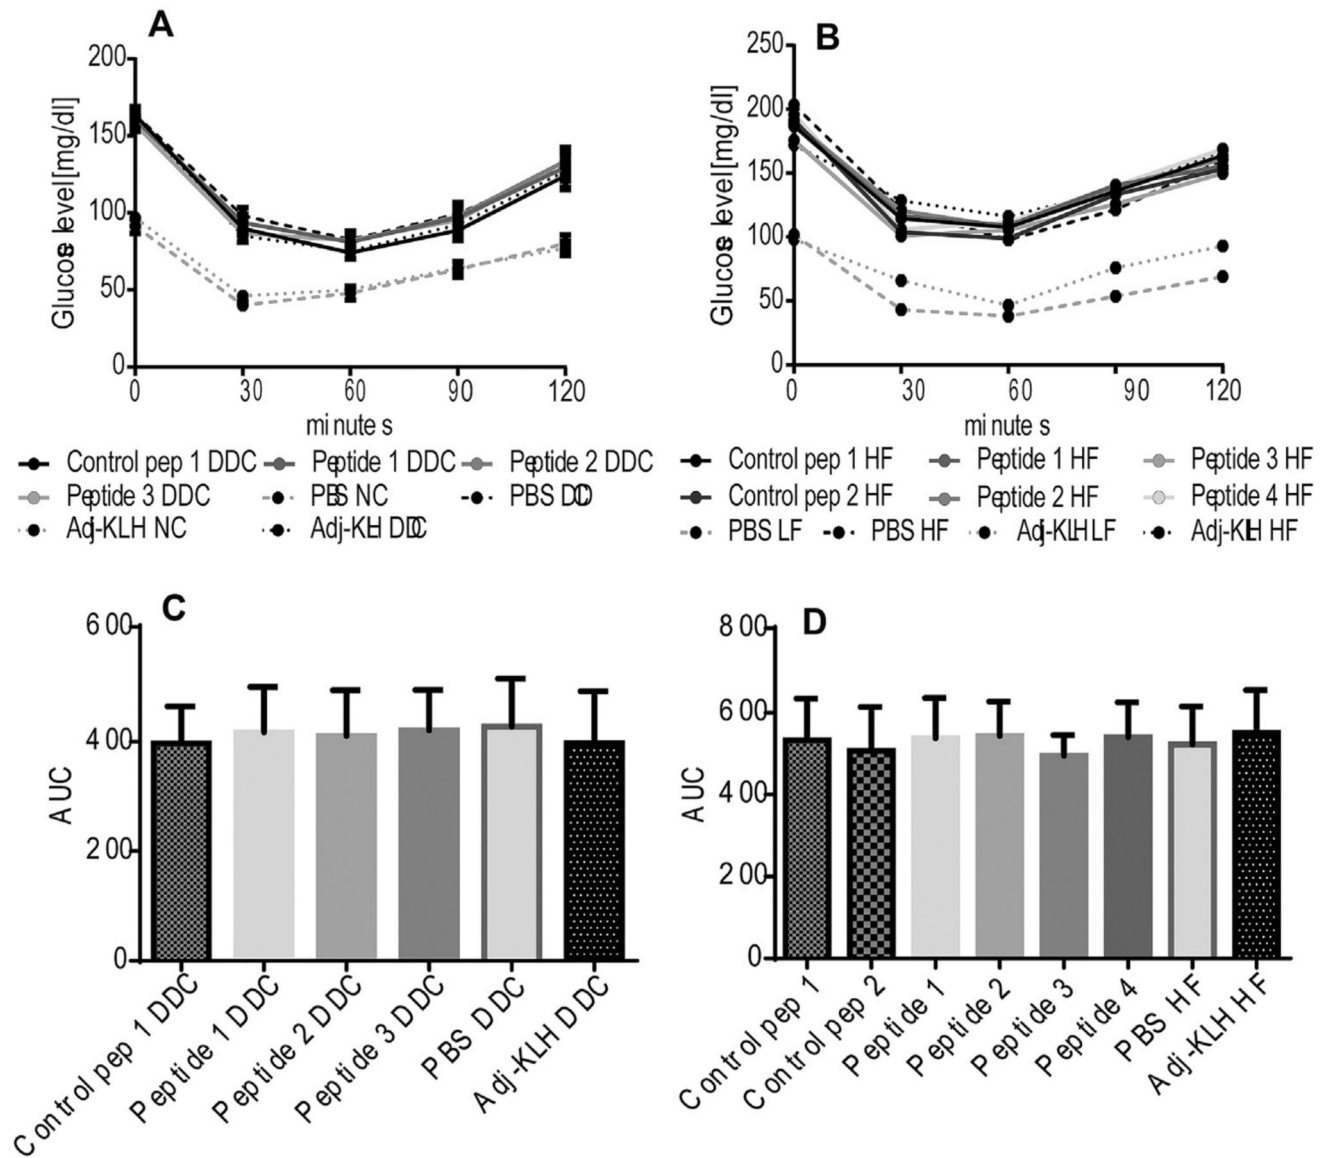 A
200
150
100
50
0
Glucose level[mg/dl]
0 30 60 90 120
minutes
Control pep 1 DDC Peptide 1 DDC Peptide 2 DDC
Peptide 3 DDC PBS NC PBS DDC
Adj-KLH NC Adj-KLH DDC
B
250
200
150
100
50
0
Glucose level[mg/dl]
0 30 60 90 120
minutes
Control pep 1 HF Peptide 1 HF Peptide 3 HF
Control pep 2 HF Peptide 2 HF Peptide 4 HF
PBS LF PBS HF Adj-KLH LF Adj-KLH HF
C
600
400
200
0
AUC
Control pep 1 DDC
Peptide 1 DDC
Peptide 2 DDC
Peptide 3 DDC
PBS DDC
Adj-KLH DDC
D
800
600
400
200
0
AUC
Control pep 1
Control pep 2
Peptide 1
Peptide 2
Peptide 3
Peptide 4
PBS HF
Adj-KLH HF